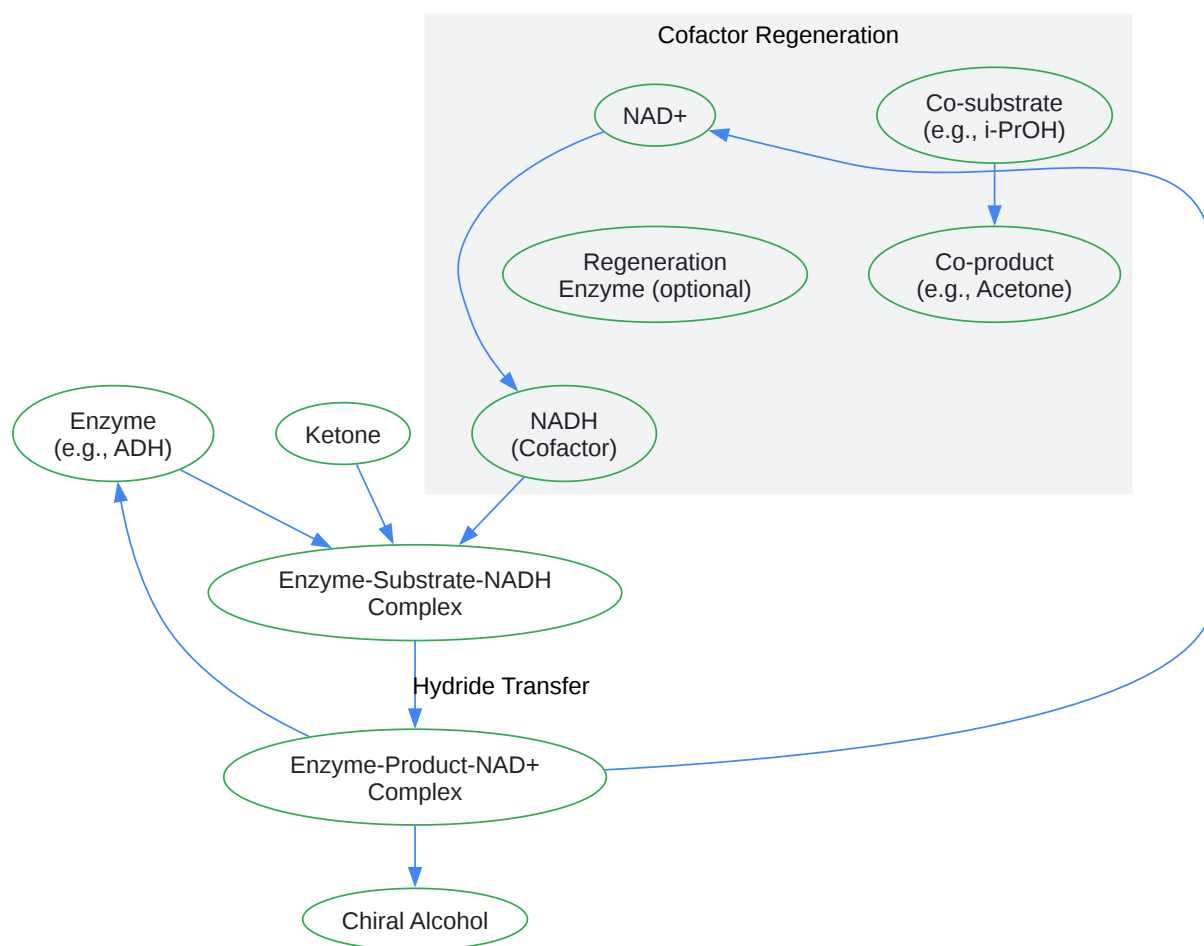 Cofactor Regeneration
NAD+
Co-substrate
(e.g., i-PrOH)
Regeneration
Enzyme (optional)
Co-product
(e.g., Acetone)
Enzyme
(e.g., ADH)
Ketone
NADH
(Cofactor)
Enzyme-Substrate-NADH
Complex
Hydride Transfer
Enzyme-Product-NAD+
Complex
Chiral Alcohol